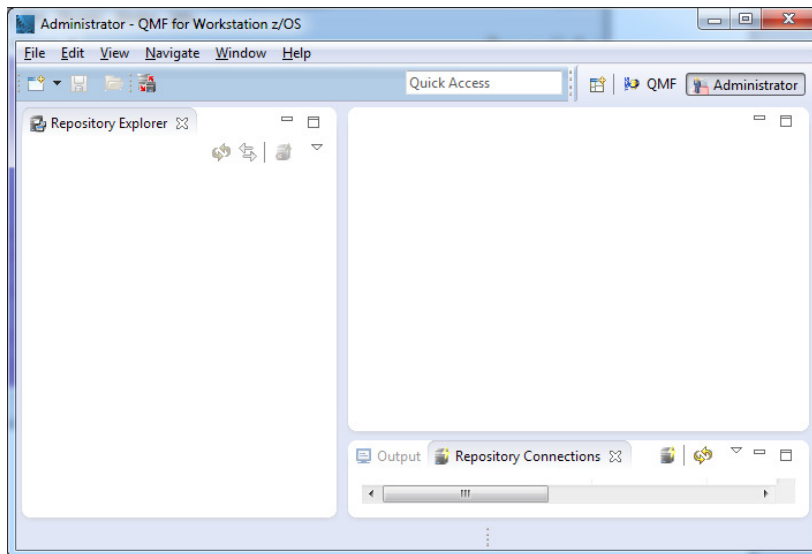 Administrator - QMF for Workstation z/OS
File Edit View Navigate Window Help
Quick Access
QMF
Administrator
Repository Explorer
Output
Repository Connections